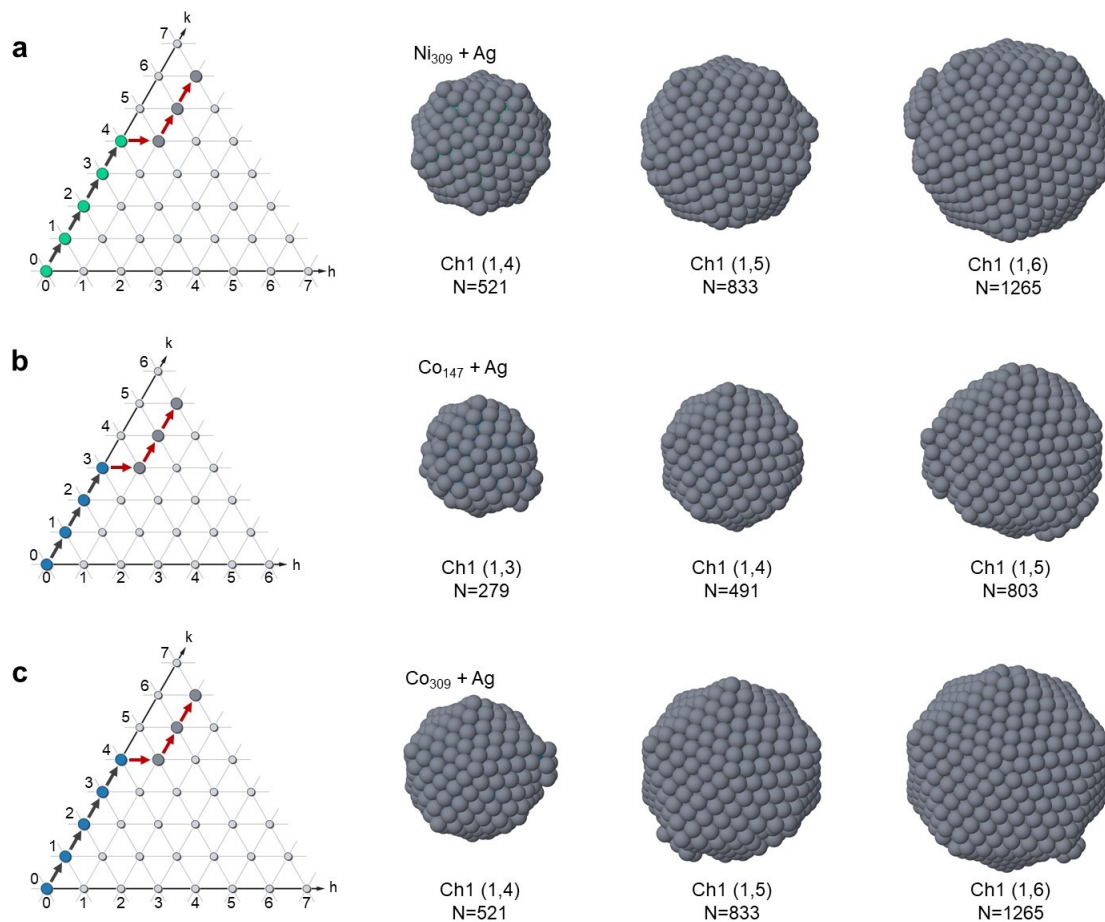 a
k
7
6
5
4
3
2
1
0
0 1 2 3 4 5 6 7
h
Ni₃₀₉ + Ag
Ch1 (1,4)
N=521
Ch1 (1,5)
N=833
Ch1 (1,6)
N=1265
b
k
6
5
4
3
2
1
0
0 1 2 3 4 5 6
h
Co₁₄₇ + Ag
Ch1 (1,3)
N=279
Ch1 (1,4)
N=491
Ch1 (1,5)
N=803
c
k
7
6
5
4
3
2
1
0
0 1 2 3 4 5 6 7
h
Co₃₀₉ + Ag
Ch1 (1,4)
N=521
Ch1 (1,5)
N=833
Ch1 (1,6)
N=1265